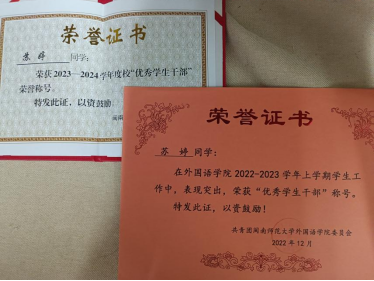 荣誉证书
苏婷 同学：
荣获2023—2024学年度校“优秀学生干部”
荣誉称号。
特发此证，以资鼓励。
荣誉证书
苏婷同学：
在外国语学院2022-2023学年上学期学生工
作中，表现突出，荣获“优秀学生干部”称号。
特发此证，以资鼓励！
共青团闽南师范大学外国语学院委员会
2022年12月